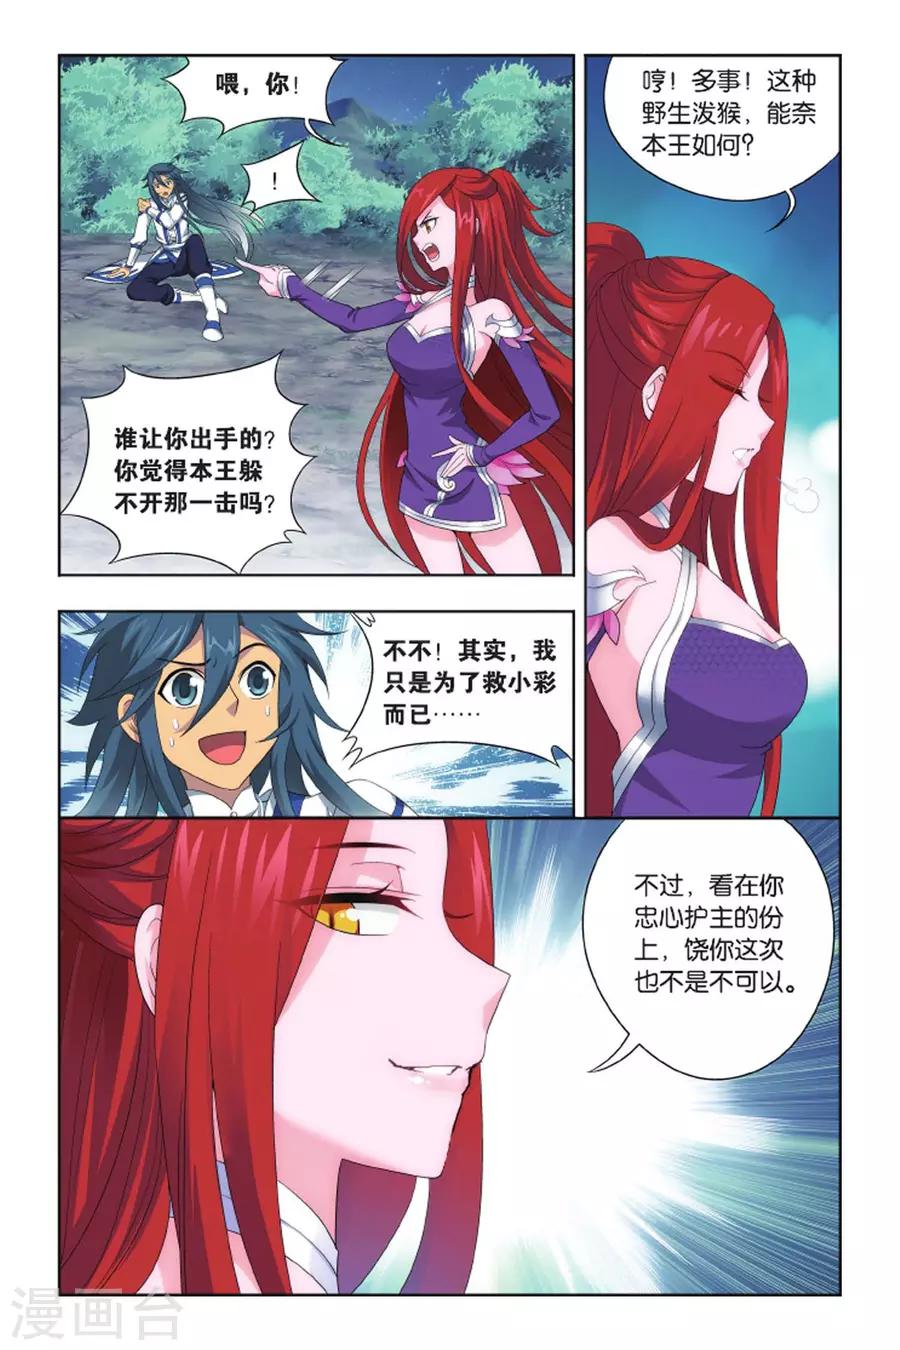 喂，你！
！
谁让你出手的？
你觉得本王躲
不开那一击吗？
哼！多事！这种
野生泼猴，能奈
本王如何？
不不！其实，我
只是为了救小彩
而已……
不过，看在你
忠心护主的份
上，饶你这次
也不是不可以。
漫画台